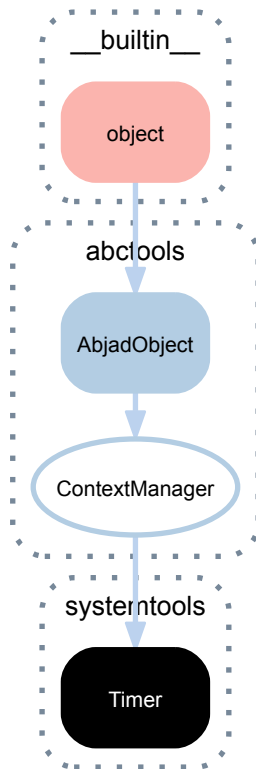 __builtin__
object
abctools
AbjadObject
ContextManager
systemtools
Timer